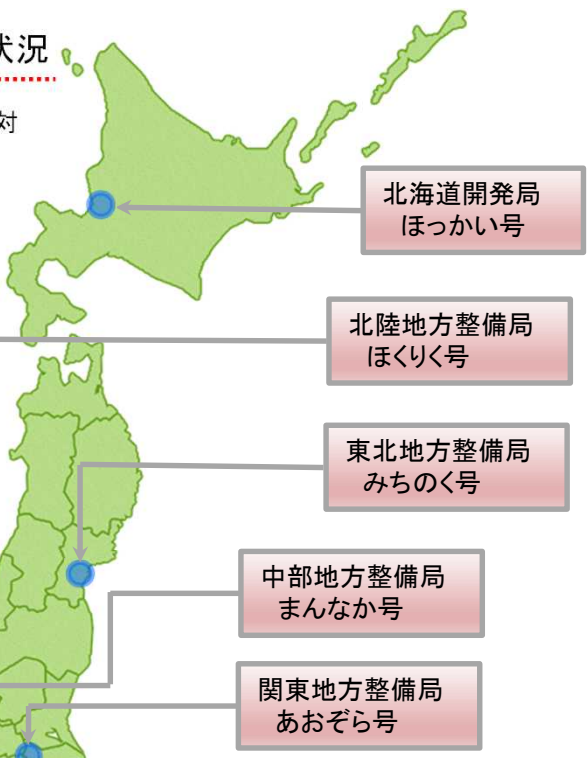 状況
対
北海道開発局
ほっかい号
北陸地方整備局
ほくりく号
東北地方整備局
みちのく号
中部地方整備局
まんなか号
関東地方整備局
あおぞら号